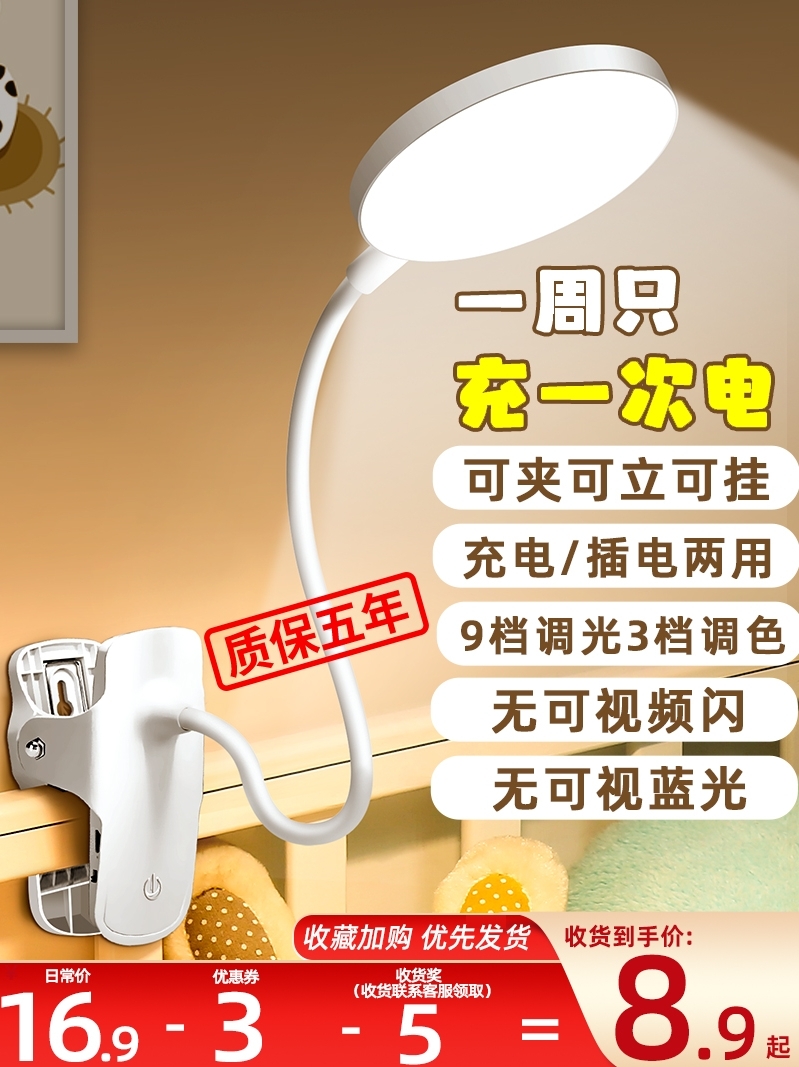 一周只
充一次电
可夹可立可挂
充电/插电两用
9档调光3档调色
无可视频闪
无可视蓝光
质保五年
收藏加购 优先发货
收货到手价:
日常价
优惠券
收货奖
(收货联系客服领取)
16.9 - 3 - 5 = 8.9起